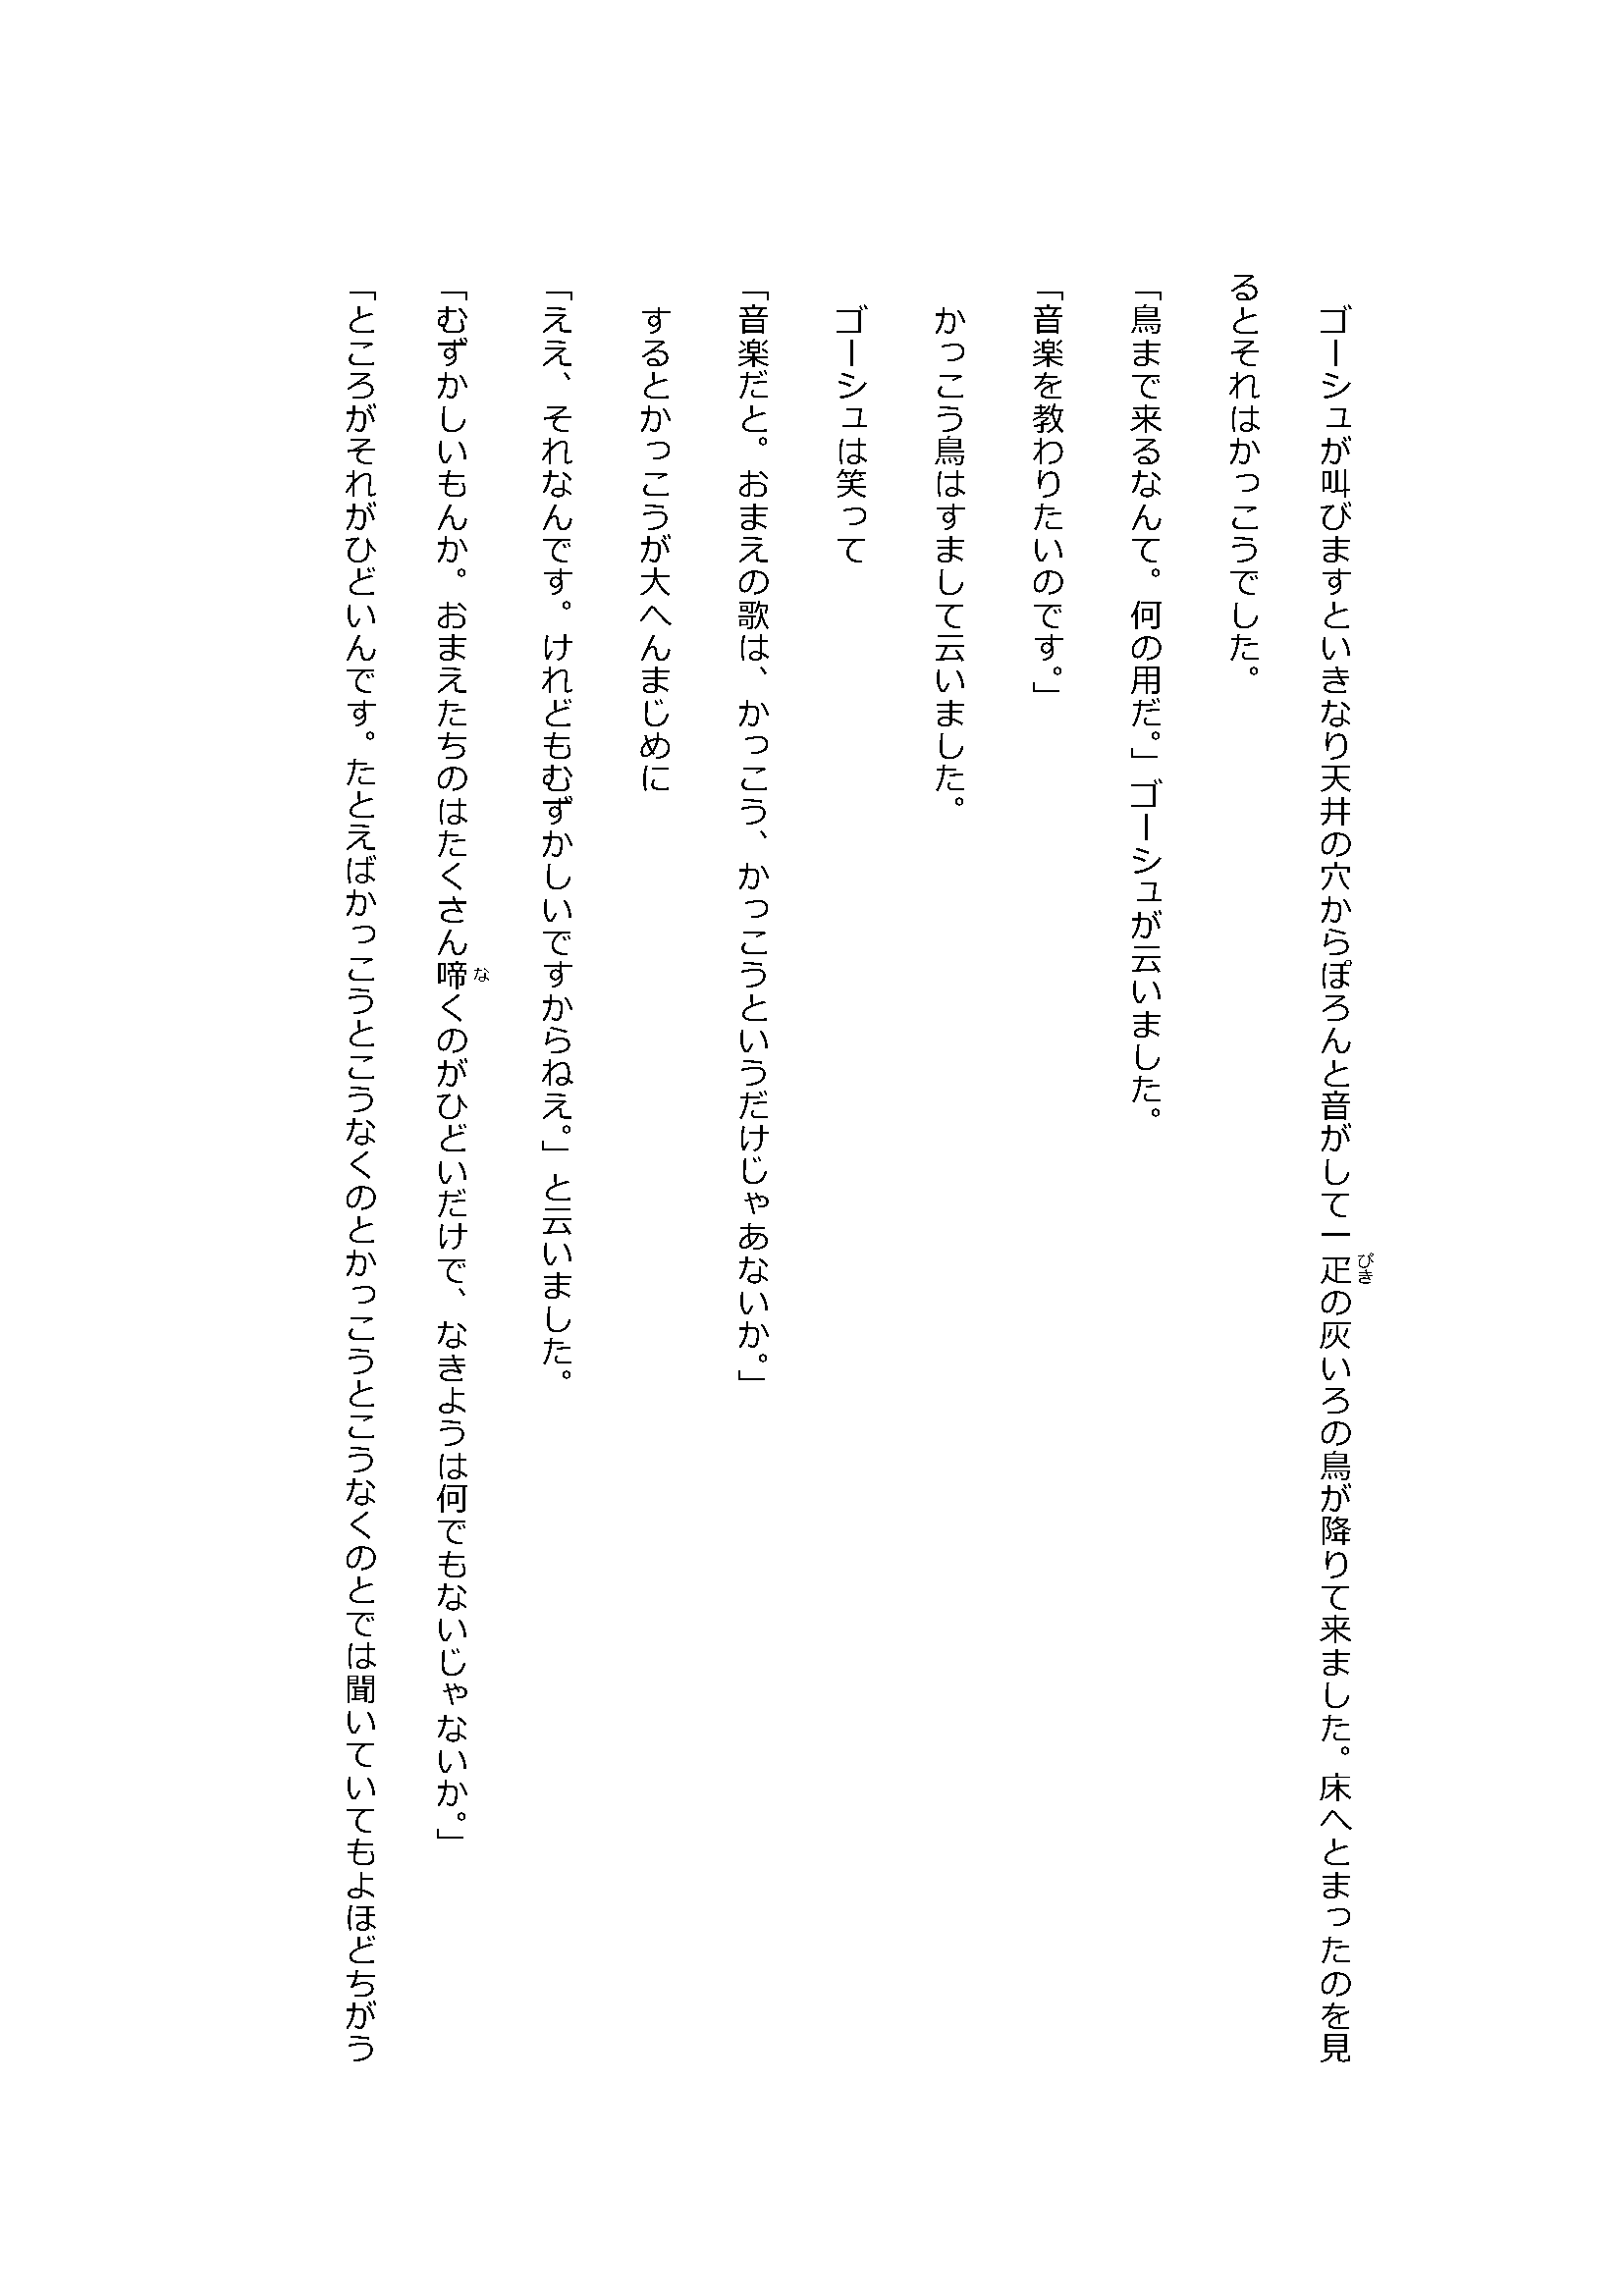 ゴーシュが叫びますといきなり天井の穴からぽろんと音がして一疋の灰いろの鳥が降りて来ました。床へとまったのを見
るとそれはかっこうでした。
「鳥まで来るなんて。何の用だ。」ゴーシュが云いました。
「音楽を教わりたいのです。」
　かっこう鳥はすまして云いました。
　ゴーシュは笑って
「音楽だと。おまえの歌は、かっこう、かっこうというだけじゃあないか。」
　するとかっこうが大へんまじめに
「ええ、それなんです。けれどもむずかしいですからねえ。」と云いました。
「むずかしいもんか。おまえたちのはたくさん啼くのがひどいだけで、なきようは何でもないじゃないか。」
「ところがそれがひどいんです。たとえばかっこうとこうなくのとかっこうとこうなくのとでは聞いていてもよほどちがう